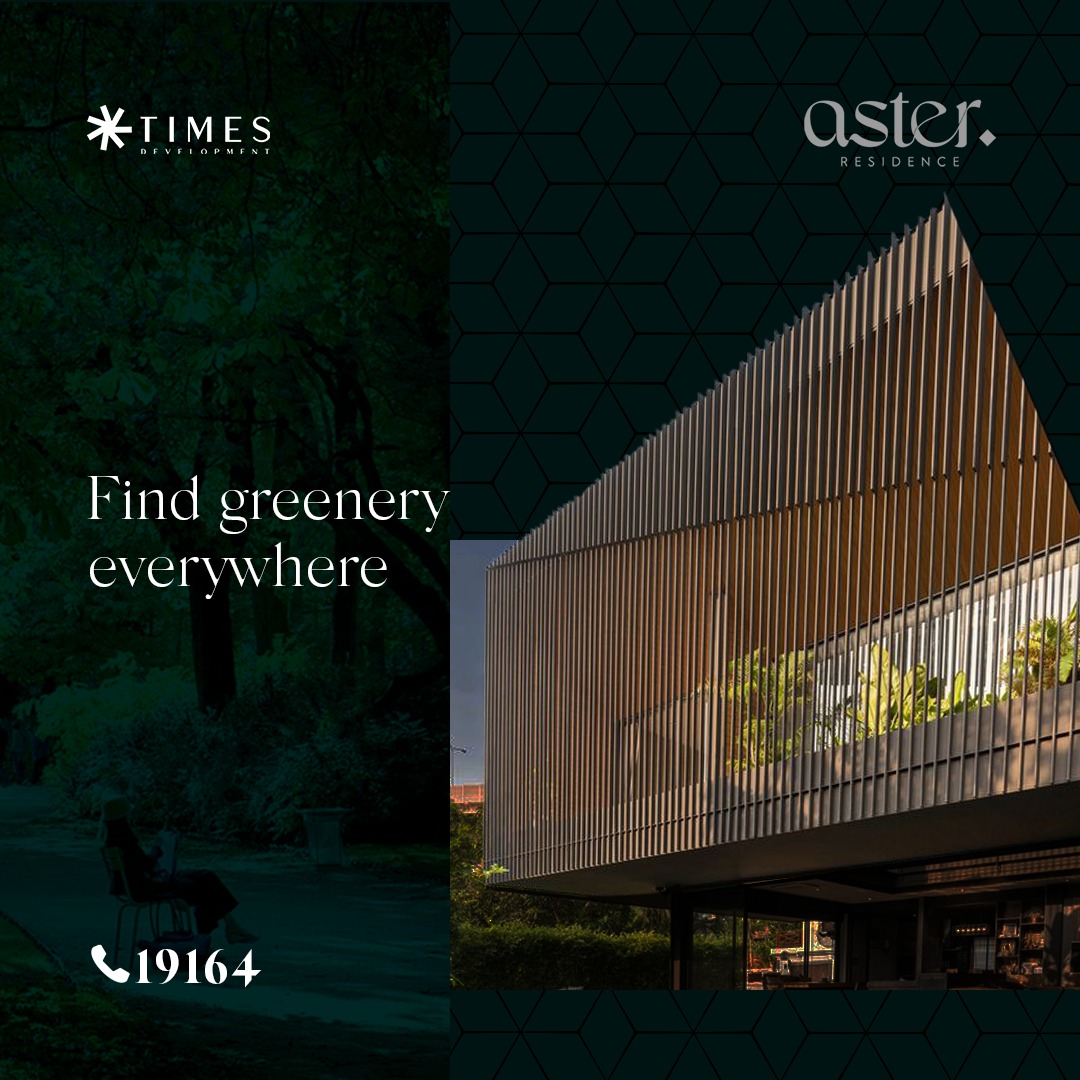 TIMES
DEVELOPMENT
aster.
RESIDENCE
Find greenery
everywhere
19164